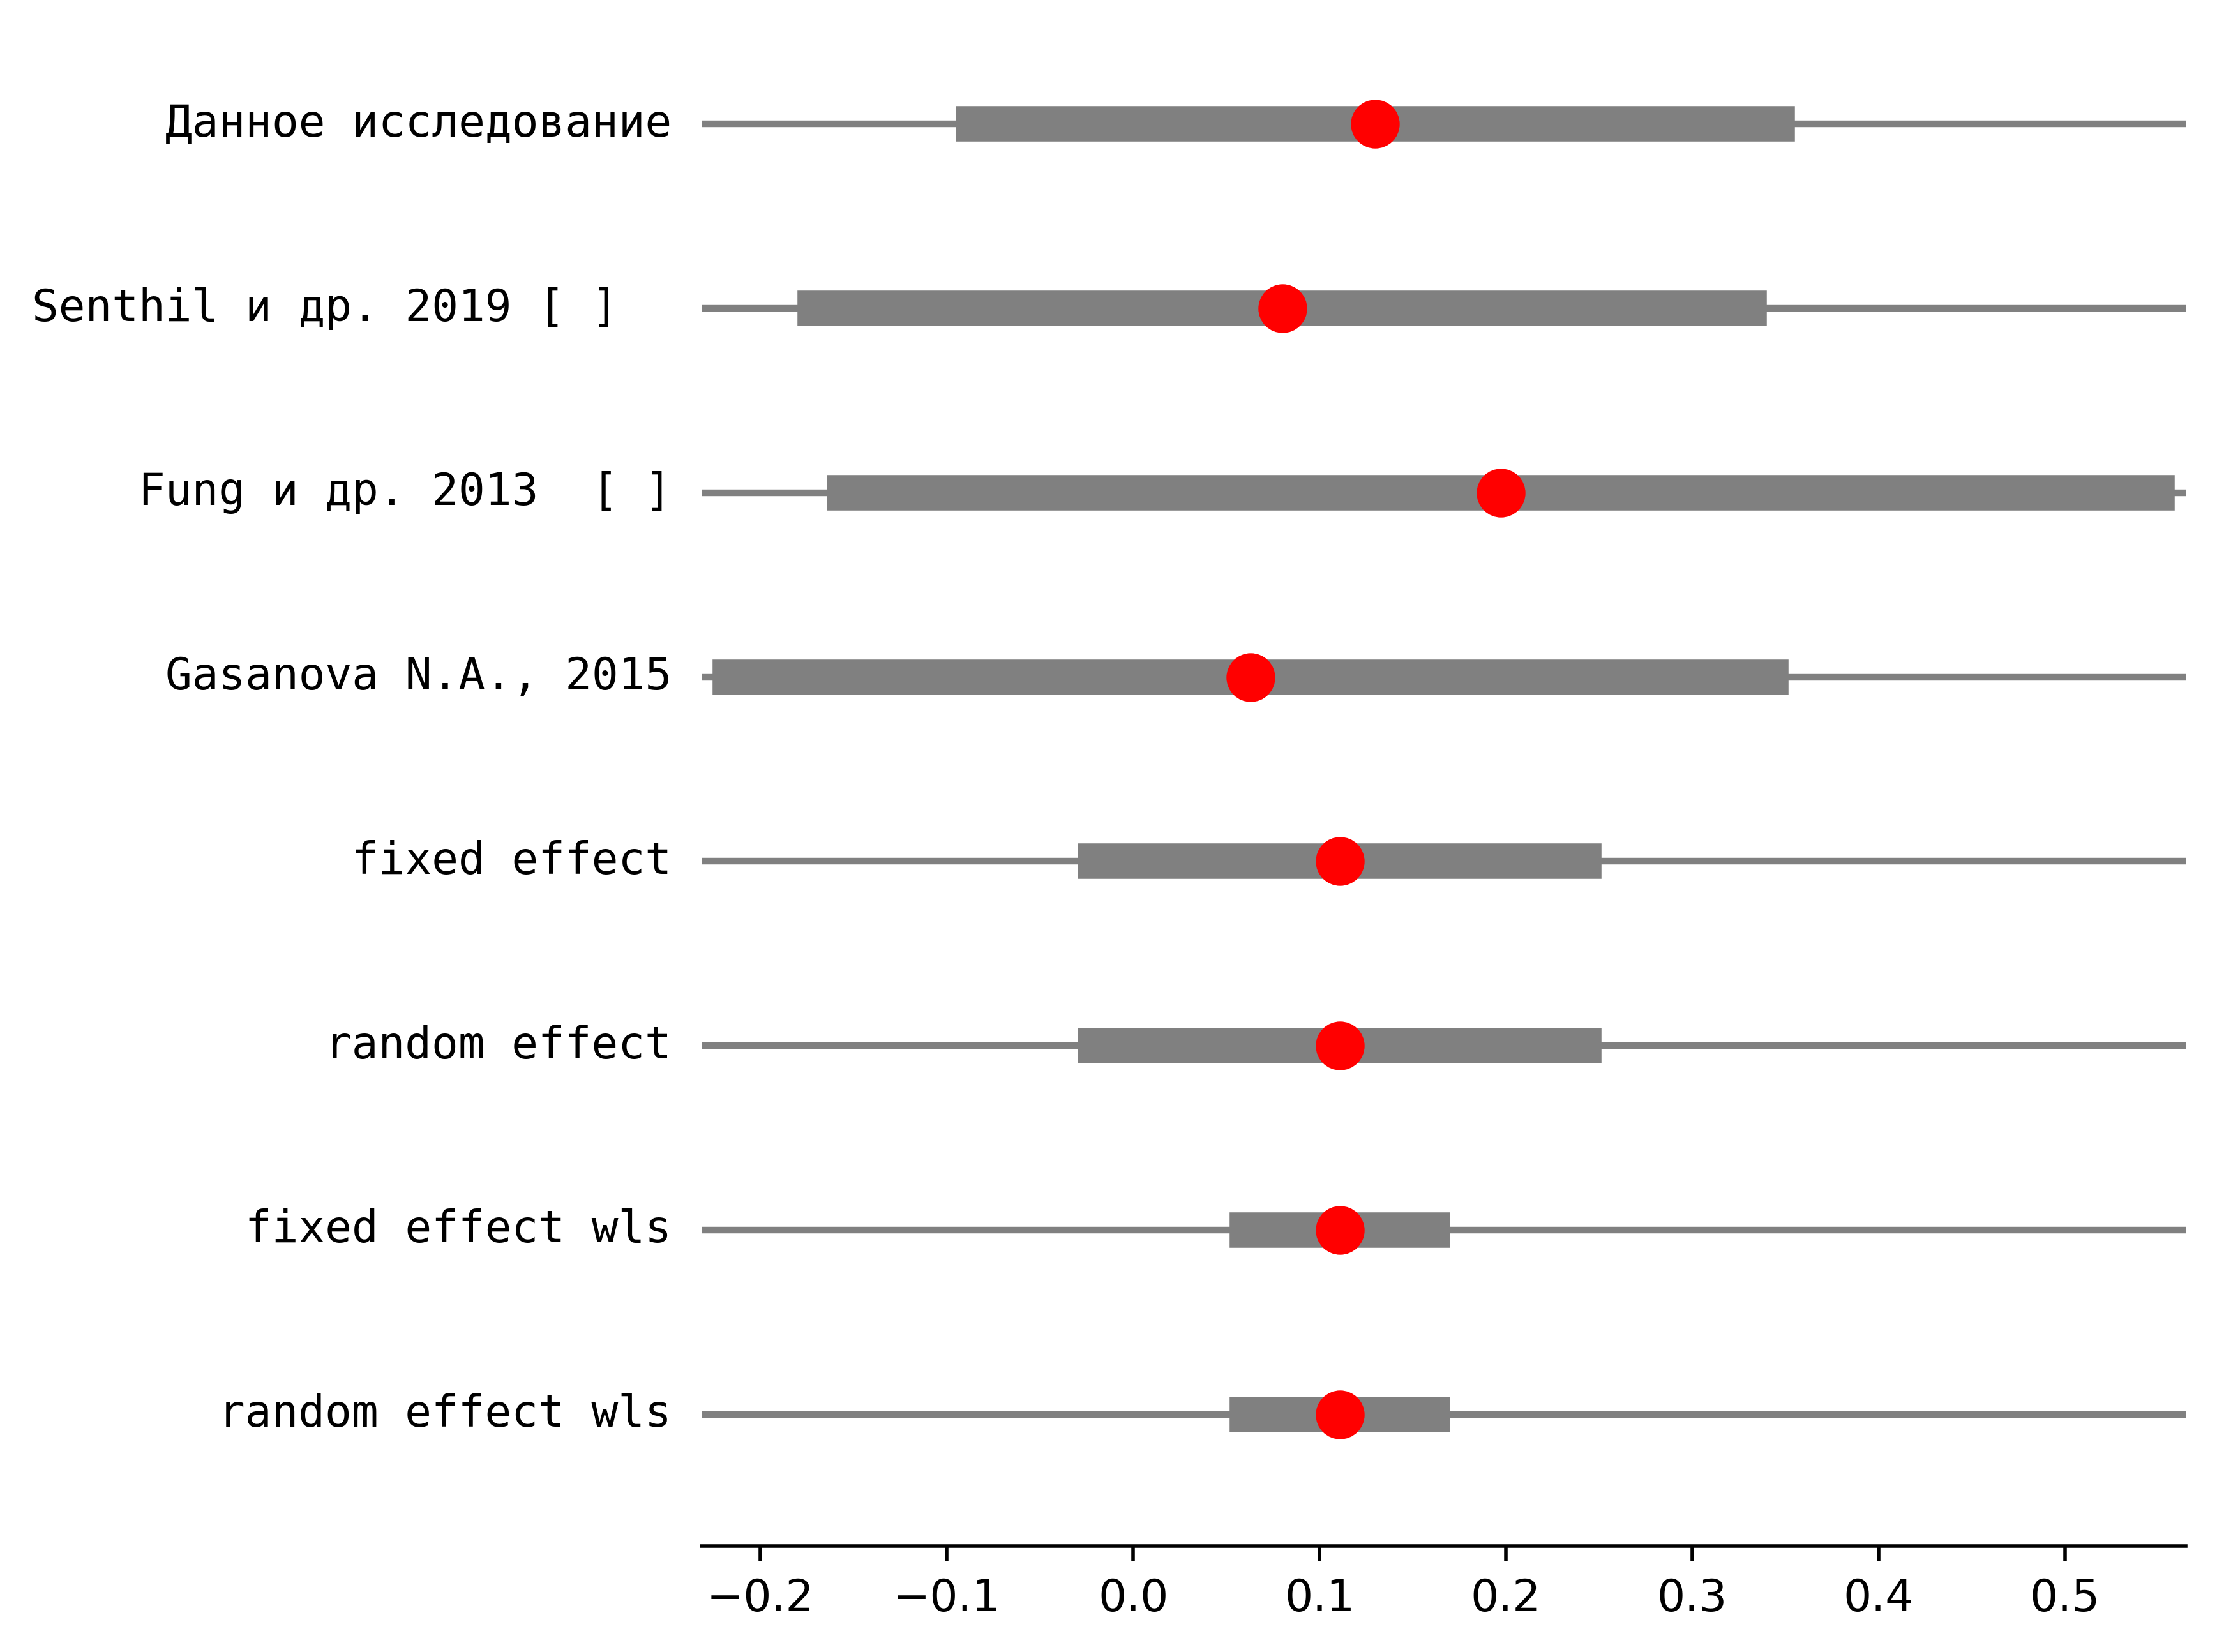 Данное исследование
Senthil и др. 2019 [ ]
Fung и др. 2013  [ ]
Gasanova N.A., 2015
fixed effect
random effect
fixed effect wls
random effect wls
−0.2 −0.1 0.0 0.1 0.2 0.3 0.4 0.5